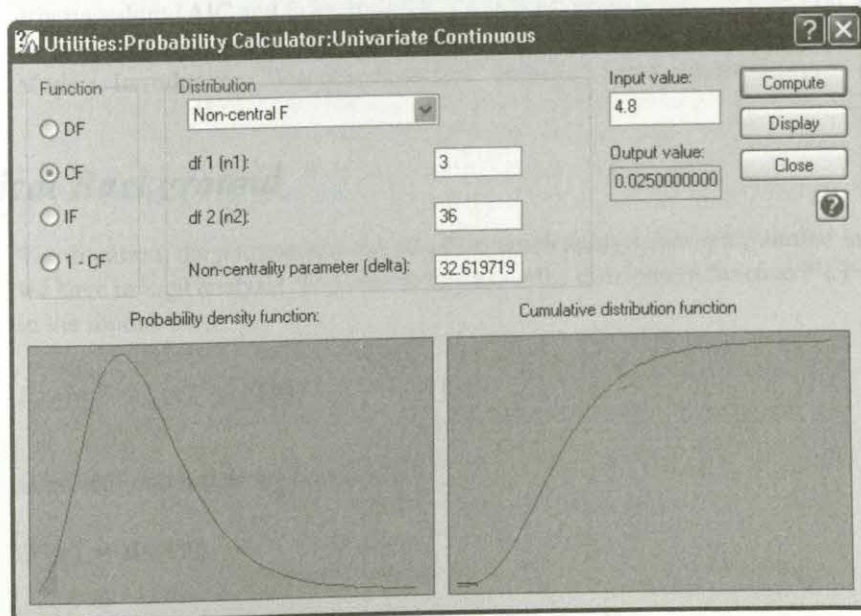 Utilities:Probability Calculator:Univariate Continuous
Function
DF
CF
IF
1 - CF
Distribution
Non-central F
df 1 (n1):
3
df 2 (n2):
36
Non-centrality parameter (delta):
32.619719
Input value:
4.8
Output value:
0.0250000000
Compute
Display
Close
Probability density function:
Cumulative distribution function